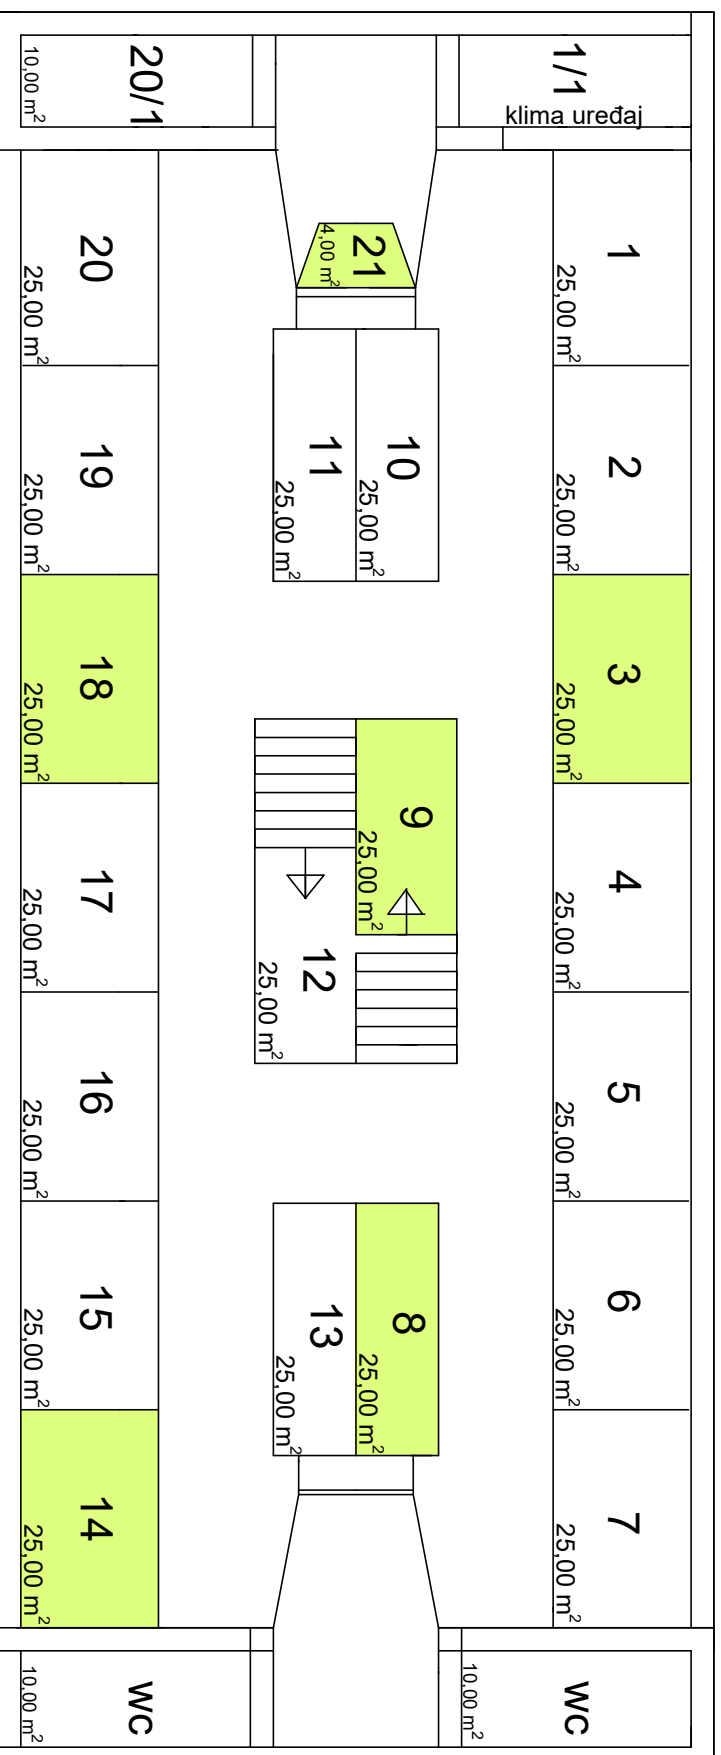 1/1
klima uređaj
1
25,00 m²
2
25,00 m²
3
25,00 m²
4
25,00 m²
5
25,00 m²
6
25,00 m²
7
25,00 m²
WC
10,00 m²
21
4,00 m²
10
25,00 m²
9
25,00 m²
8
25,00 m²
11
25,00 m²
12
25,00 m²
13
25,00 m²
20/1
10,00 m²
20
25,00 m²
19
25,00 m²
18
25,00 m²
17
25,00 m²
16
25,00 m²
15
25,00 m²
14
25,00 m²
WC
10,00 m²